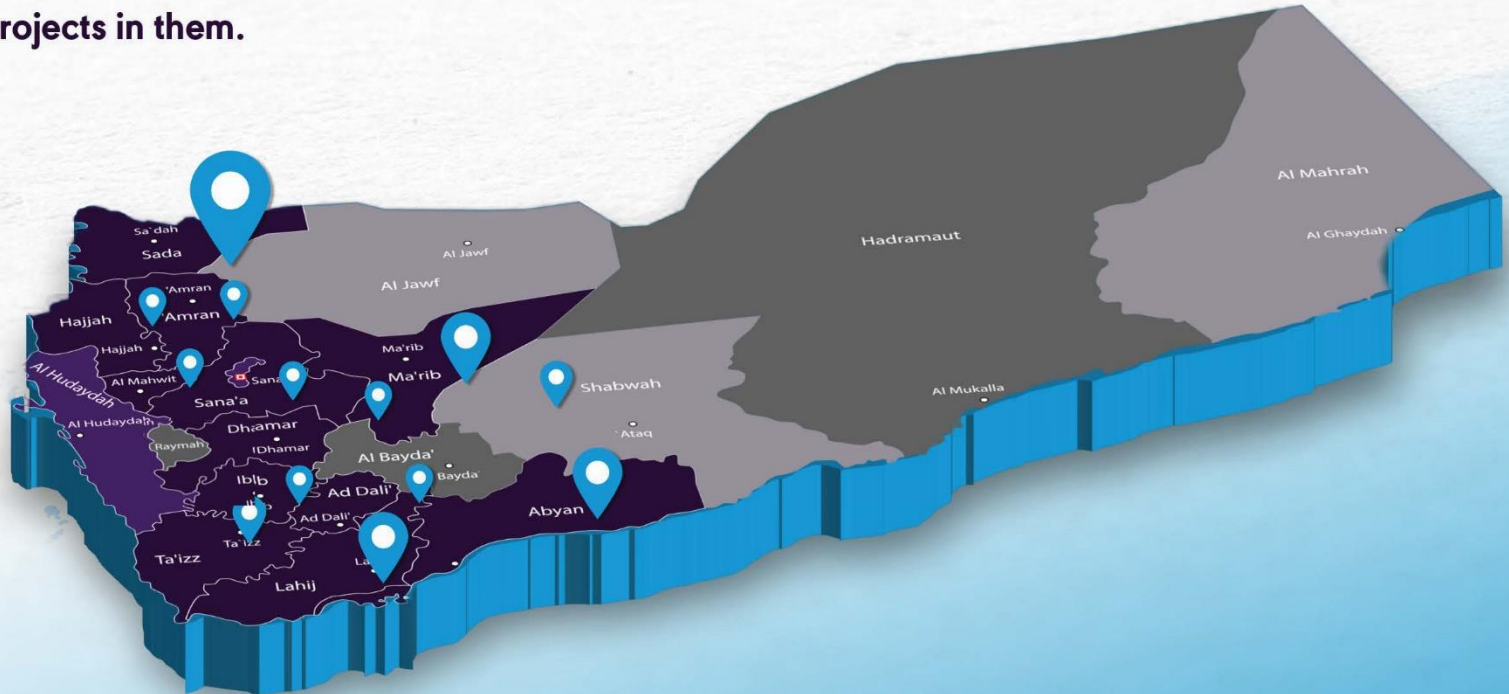 rojects in them.
Al Mahrah
Sa`dah
Sada
Al Ghaydah
Hadramaut
Al Jawf
Al Jawf
'Amran
'Amran
Hajjah
Hajjah
Ma'rib
Ma'rib
Al Hudaydah
Al Mahwit
Shabwah
Al Mukalla
Sana'a
Al Hudaydah
Dhamar
`Ataq
Raymah
Dhamar
Al Bayda'
Bayda'
Ad Dali'
Ad Dali'
Abyan
Ta`izz
Ta'izz
Lahij